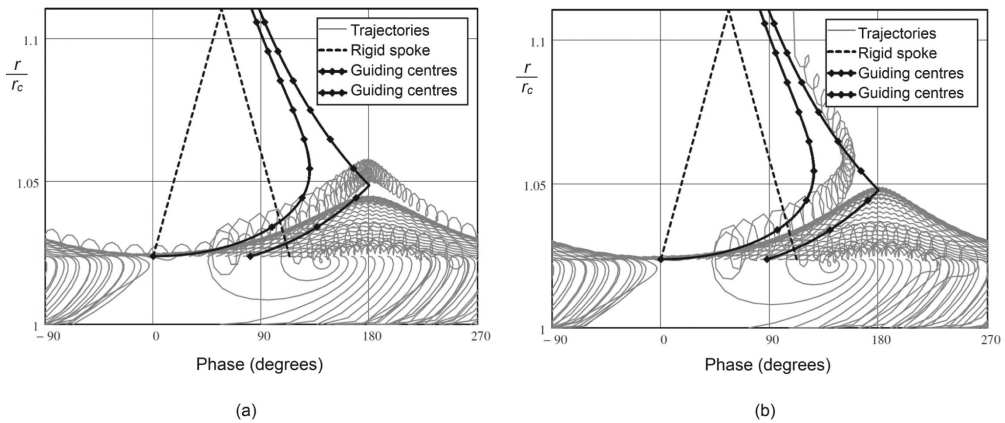 1.1
r
r_c
1.05
1
Trajectories
Rigid spoke
Guiding centres
Guiding centres
− 90
0
90
180
270
Phase (degrees)
(a)
1.1
r
r_c
1.05
1
Trajectories
Rigid spoke
Guiding centres
Guiding centres
− 90
0
90
180
270
Phase (degrees)
(b)